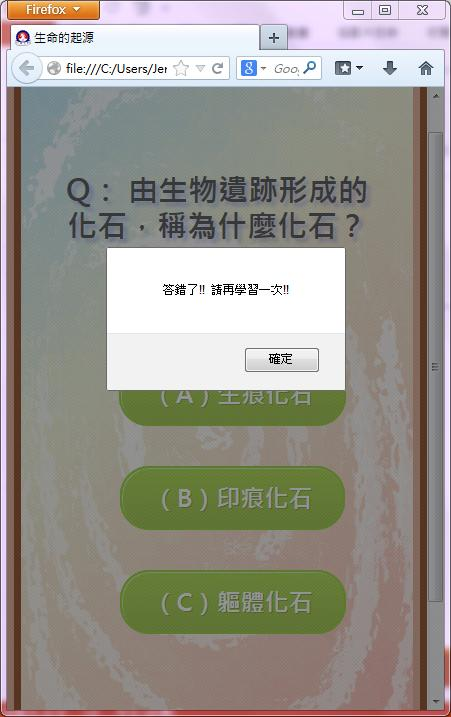 Firefox
生命的起源
file:///C:/Users/Jer
Goo
Q： 由生物遺跡形成的
化石，稱為什麼化石？
答錯了!! 請再學習一次!!
確定
（A）生痕化石
（B）印痕化石
（C）軀體化石